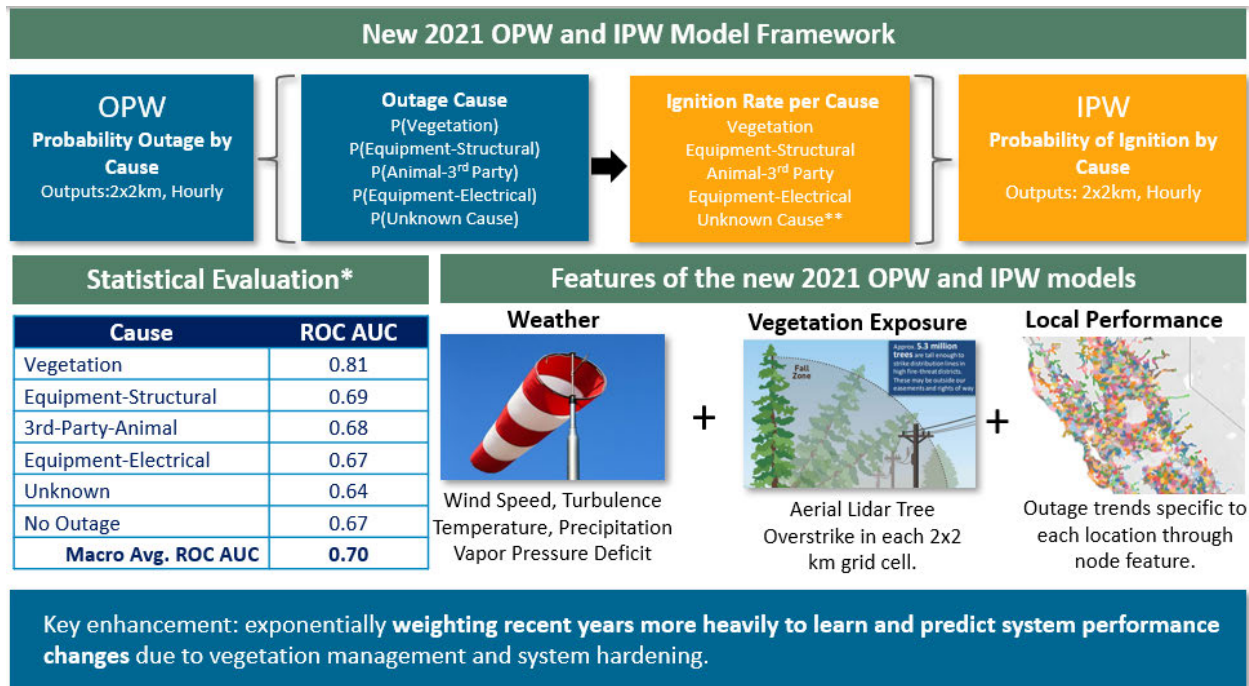 New 2021 OPW and IPW Model Framework
OPW
Probability Outage by
Cause
Outputs:2x2km, Hourly
Outage Cause
P(Vegetation)
P(Equipment-Structural)
P(Animal-3rd Party)
P(Equipment-Electrical)
P(Unknown Cause)
Ignition Rate per Cause
Vegetation
Equipment-Structural
Animal-3rd Party
Equipment-Electrical
Unknown Cause**
IPW
Probability of Ignition by
Cause
Outputs: 2x2km, Hourly
Statistical Evaluation*
Cause ROC AUC
Vegetation 0.81
Equipment-Structural 0.69
3rd-Party-Animal 0.68
Equipment-Electrical 0.67
Unknown 0.64
No Outage 0.67
Macro Avg. ROC AUC 0.70
Features of the new 2021 OPW and IPW models
Weather
Wind Speed, Turbulence
Temperature, Precipitation
Vapor Pressure Deficit
+
Vegetation Exposure
Fall
Zone
Approx. 5.3 million
trees are tall enough to
strike distribution lines in
high fire-threat districts.
These may be outside our
easements and rights of way
Aerial Lidar Tree
Overstrike in each 2x2
km grid cell.
+
Local Performance
Outage trends specific to
each location through
node feature.
Key enhancement: exponentially weighting recent years more heavily to learn and predict system performance
changes due to vegetation management and system hardening.